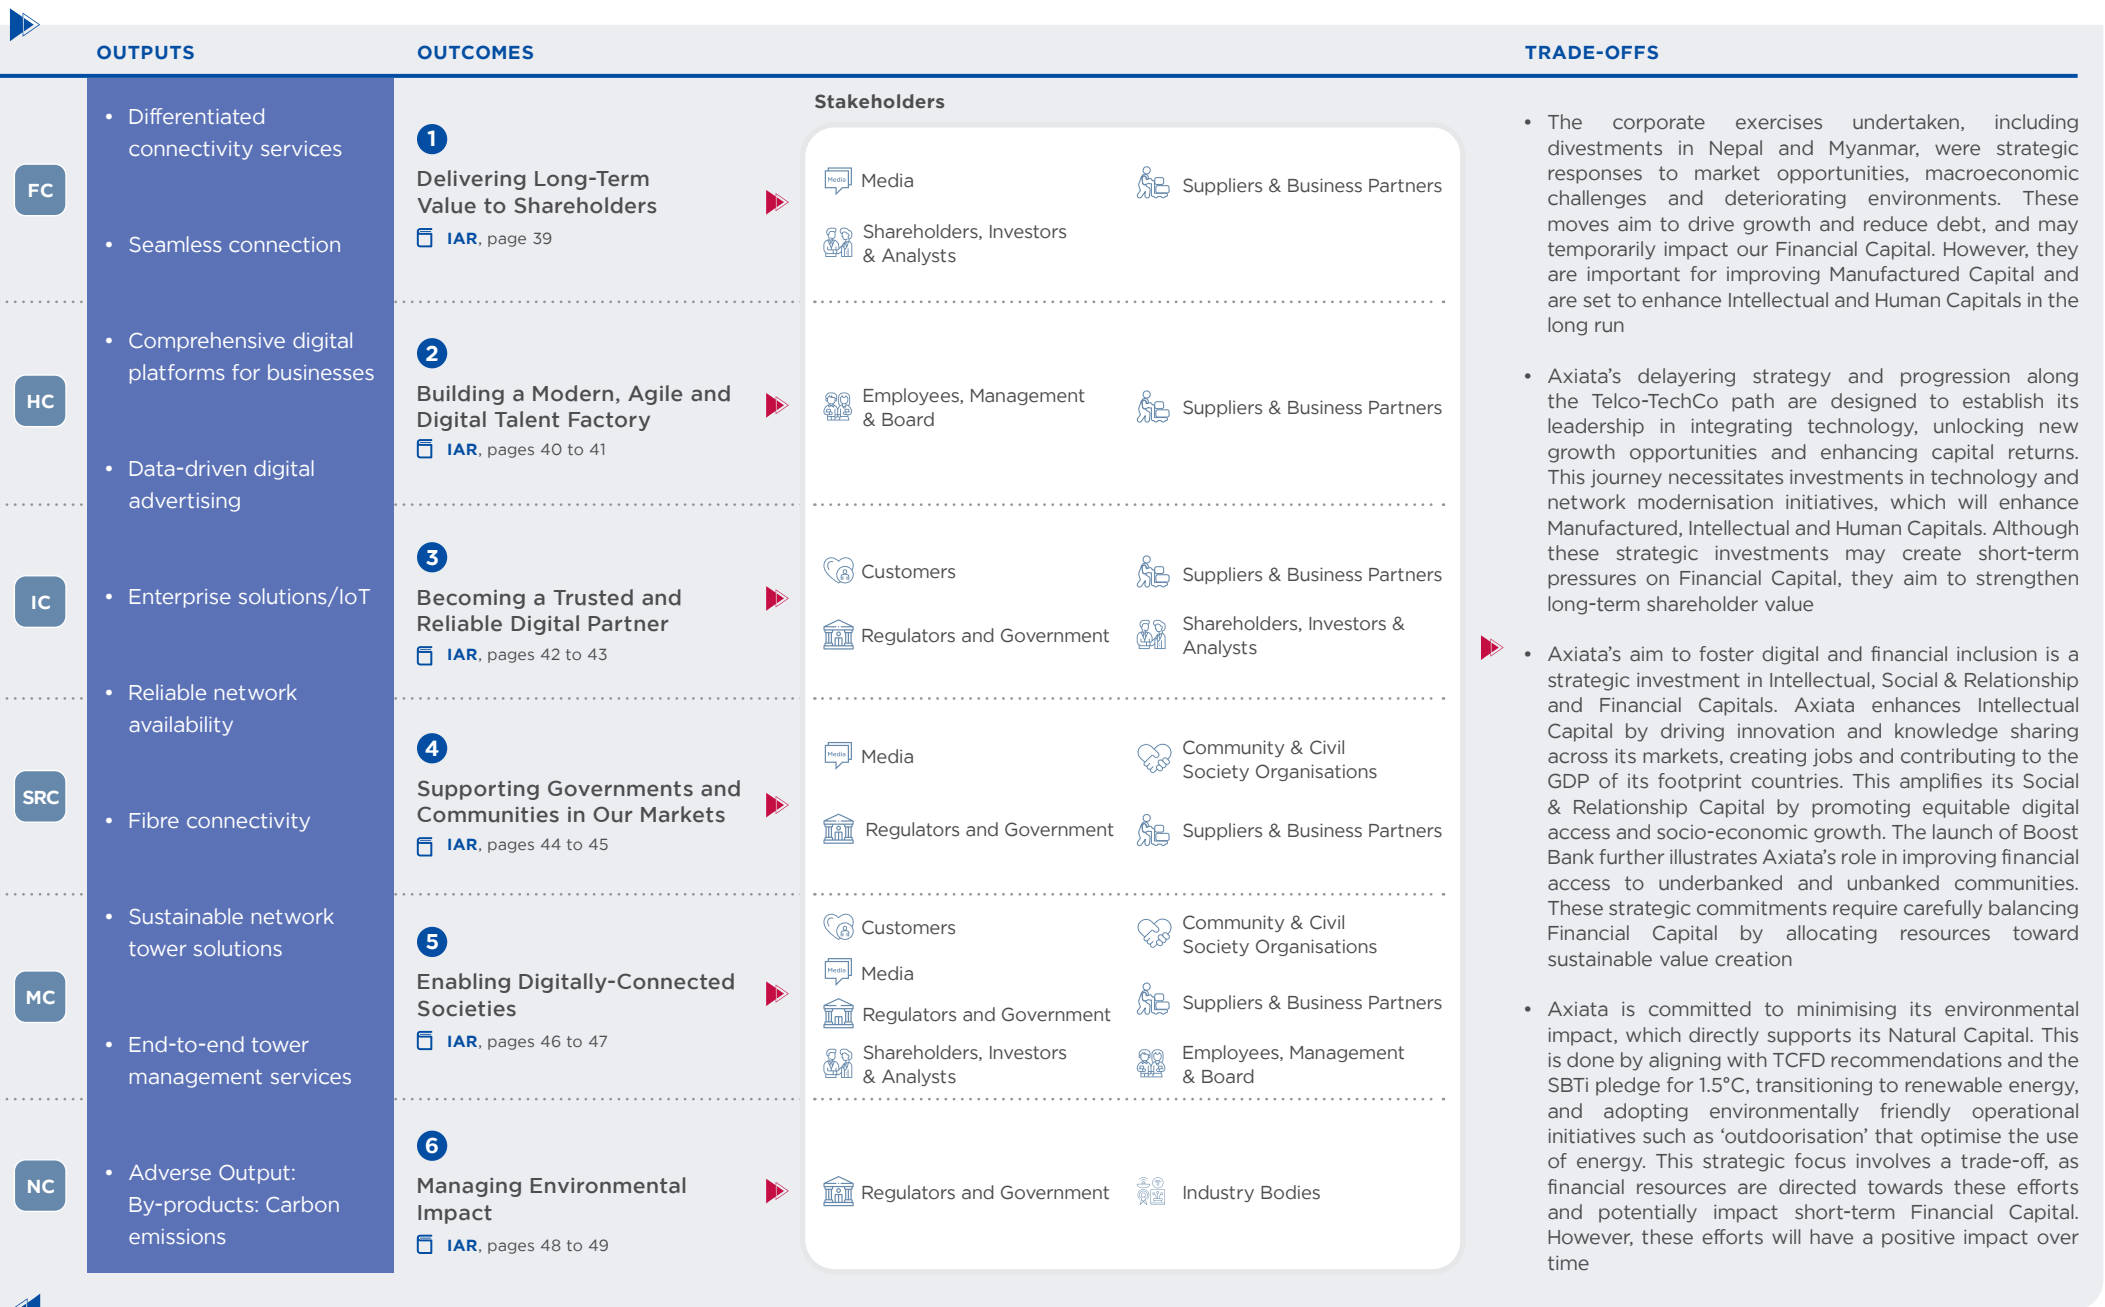 OUTPUTS
OUTCOMES
TRADE-OFFS
FC
HC
IC
SRC
MC
NC
• Differentiated
connectivity services
• Seamless connection
• Comprehensive digital
platforms for businesses
• Data-driven digital
advertising
• Enterprise solutions/IoT
• Reliable network
availability
• Fibre connectivity
• Sustainable network
tower solutions
• End-to-end tower
management services
• Adverse Output:
By-products: Carbon
emissions
Stakeholders
1
Delivering Long-Term
Value to Shareholders
IAR, page 39
Media
Shareholders, Investors
& Analysts
Suppliers & Business Partners
2
Building a Modern, Agile and
Digital Talent Factory
IAR, pages 40 to 41
Employees, Management
& Board
Suppliers & Business Partners
3
Becoming a Trusted and
Reliable Digital Partner
IAR, pages 42 to 43
Customers
Regulators and Government
Suppliers & Business Partners
Shareholders, Investors &
Analysts
4
Supporting Governments and
Communities in Our Markets
IAR, pages 44 to 45
Media
Regulators and Government
Community & Civil
Society Organisations
Suppliers & Business Partners
5
Enabling Digitally-Connected
Societies
IAR, pages 46 to 47
Customers
Media
Regulators and Government
Shareholders, Investors
& Analysts
Community & Civil
Society Organisations
Suppliers & Business Partners
Employees, Management
& Board
6
Managing Environmental
Impact
IAR, pages 48 to 49
Regulators and Government
Industry Bodies
• The corporate exercises undertaken, including
divestments in Nepal and Myanmar, were strategic
responses to market opportunities, macroeconomic
challenges and deteriorating environments. These
moves aim to drive growth and reduce debt, and may
temporarily impact our Financial Capital. However, they
are important for improving Manufactured Capital and
are set to enhance Intellectual and Human Capitals in the
long run
• Axiata's delayering strategy and progression along
the Telco-TechCo path are designed to establish its
leadership in integrating technology, unlocking new
growth opportunities and enhancing capital returns.
This journey necessitates investments in technology and
network modernisation initiatives, which will enhance
Manufactured, Intellectual and Human Capitals. Although
these strategic investments may create short-term
pressures on Financial Capital, they aim to strengthen
long-term shareholder value
• Axiata's aim to foster digital and financial inclusion is a
strategic investment in Intellectual, Social & Relationship
and Financial Capitals. Axiata enhances Intellectual
Capital by driving innovation and knowledge sharing
across its markets, creating jobs and contributing to the
GDP of its footprint countries. This amplifies its Social
& Relationship Capital by promoting equitable digital
access and socio-economic growth. The launch of Boost
Bank further illustrates Axiata's role in improving financial
access to underbanked and unbanked communities.
These strategic commitments require carefully balancing
Financial Capital by allocating resources toward
sustainable value creation
• Axiata is committed to minimising its environmental
impact, which directly supports its Natural Capital. This
is done by aligning with TCFD recommendations and the
SBTi pledge for 1.5°C, transitioning to renewable energy,
and adopting environmentally friendly operational
initiatives such as 'outdoorisation' that optimise the use
of energy. This strategic focus involves a trade-off, as
financial resources are directed towards these efforts
and potentially impact short-term Financial Capital.
However, these efforts will have a positive impact over
time